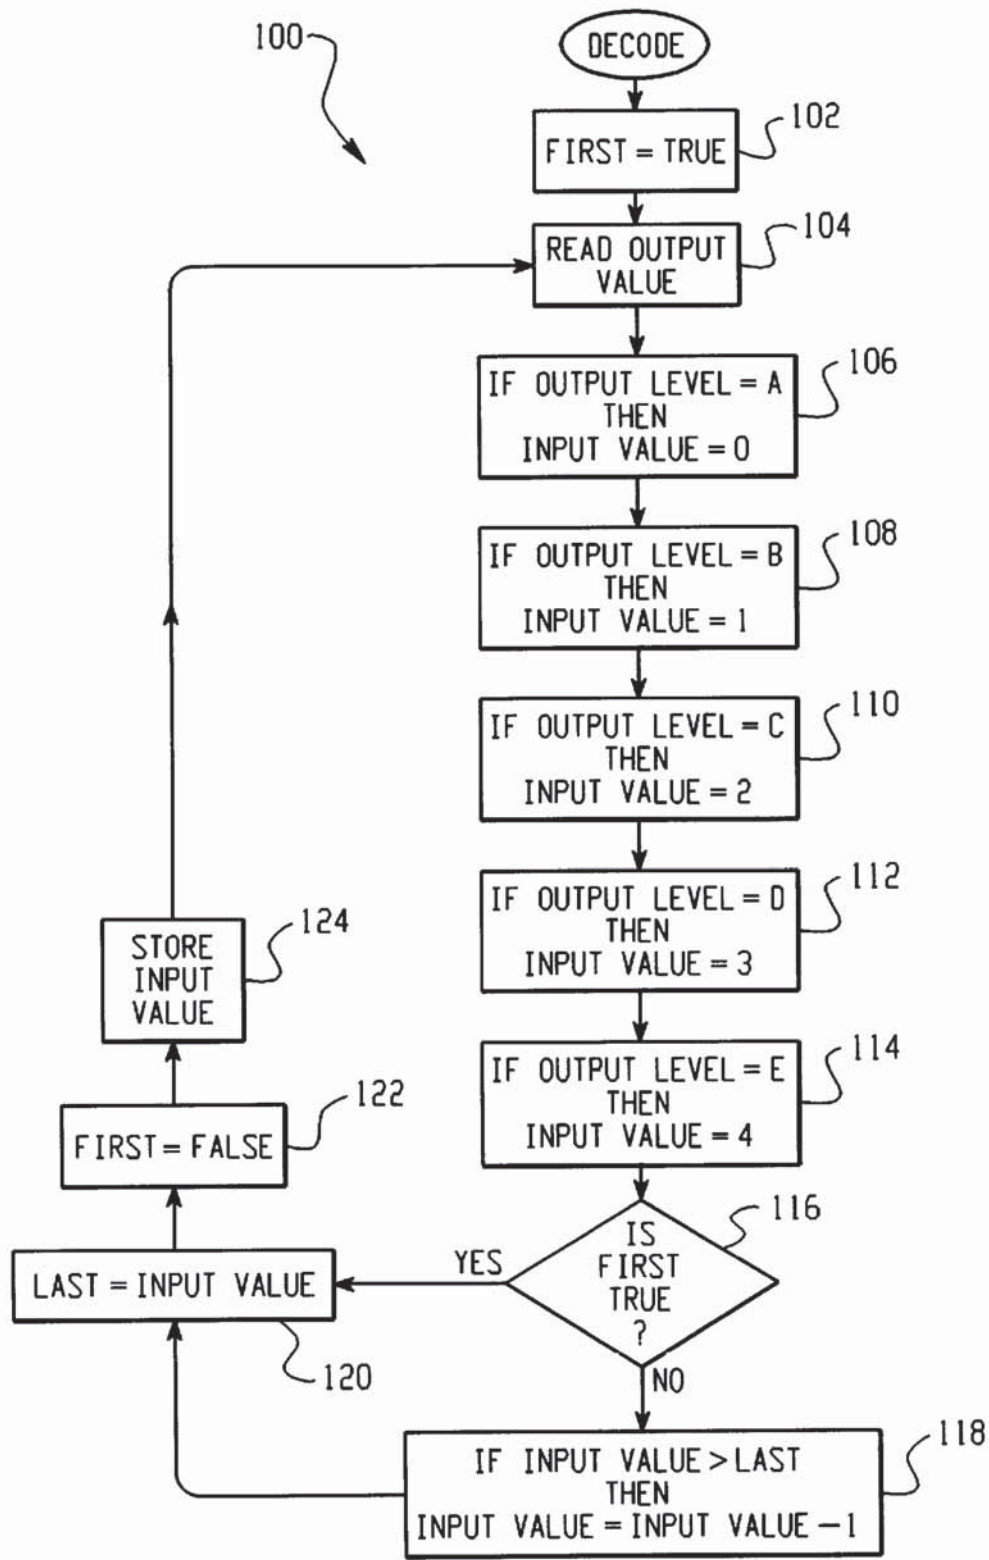 100
DECODE
FIRST = TRUE
102
READ OUTPUT
VALUE
104
IF OUTPUT LEVEL = A
THEN
INPUT VALUE = 0
106
IF OUTPUT LEVEL = B
THEN
INPUT VALUE = 1
108
IF OUTPUT LEVEL = C
THEN
INPUT VALUE = 2
110
IF OUTPUT LEVEL = D
THEN
INPUT VALUE = 3
112
IF OUTPUT LEVEL = E
THEN
INPUT VALUE = 4
114
IS
FIRST
TRUE
?
116
YES
NO
IF INPUT VALUE > LAST
THEN
INPUT VALUE = INPUT VALUE - 1
118
LAST = INPUT VALUE
120
FIRST = FALSE
122
STORE
INPUT
VALUE
124